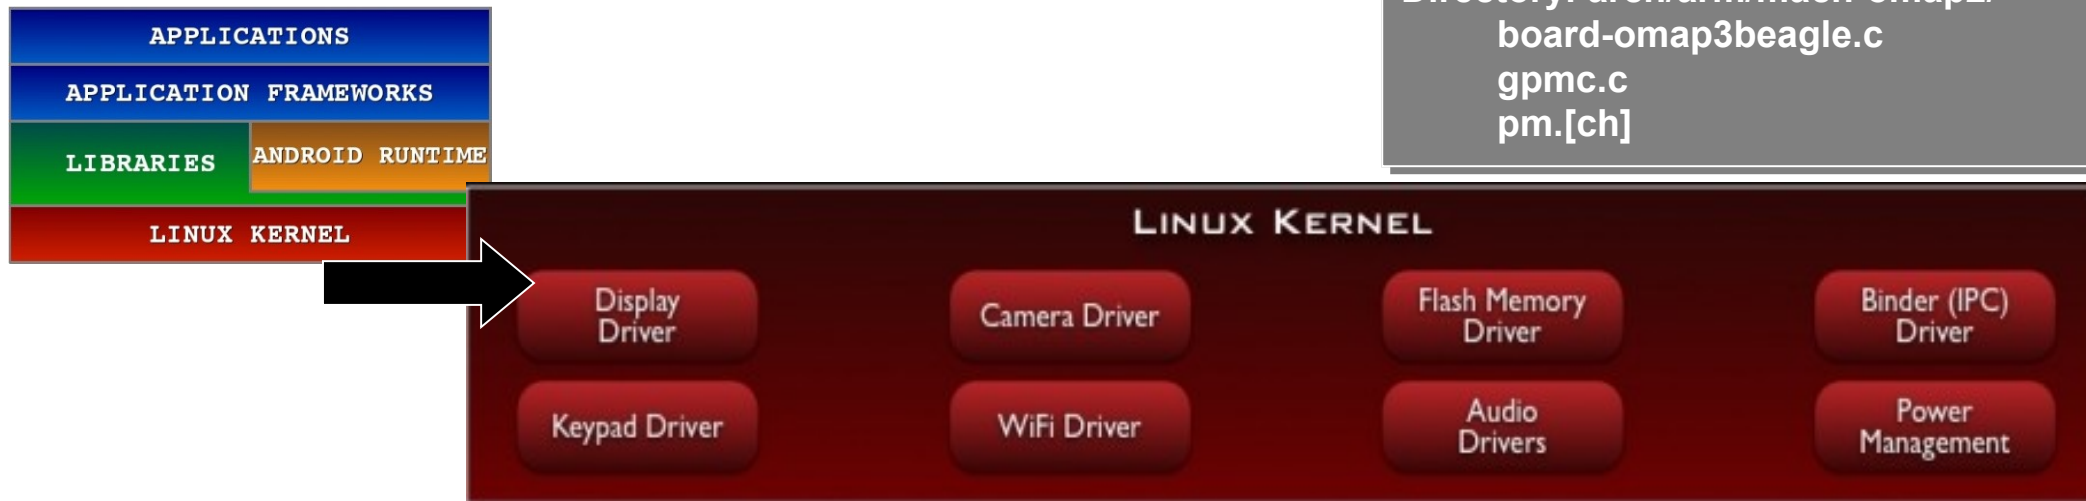 APPLICATIONS
APPLICATION FRAMEWORKS
LIBRARIES
ANDROID RUNTIME
LINUX KERNEL
board-omap3beagle.c
gpmc.c
pm.[ch]
LINUX KERNEL
Display
Driver
Camera Driver
Flash Memory
Driver
Binder (IPC)
Driver
Keypad Driver
WiFi Driver
Audio
Drivers
Power
Management